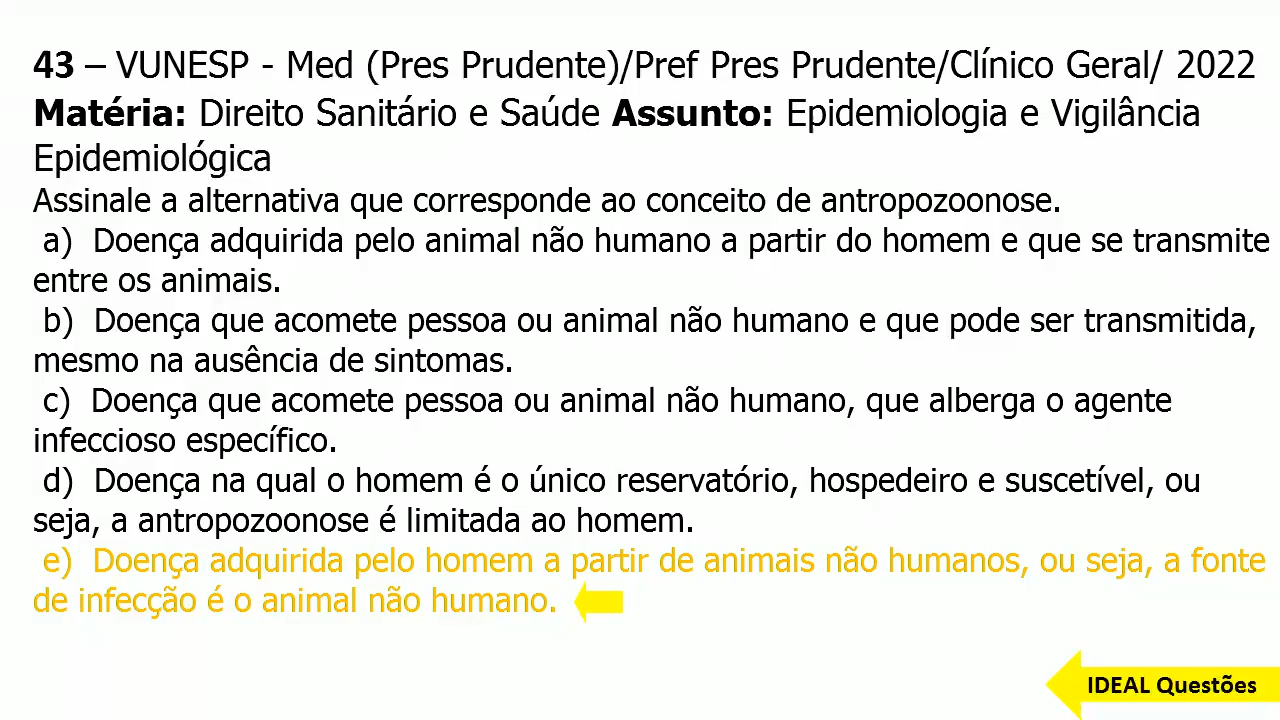 43 – VUNESP - Med (Pres Prudente)/Pref Pres Prudente/Clínico Geral/ 2022
Matéria: Direito Sanitário e Saúde Assunto: Epidemiologia e Vigilância
Epidemiológica
Assinale a alternativa que corresponde ao conceito de antropozoonose.
a) Doença adquirida pelo animal não humano a partir do homem e que se transmite
entre os animais.
b) Doença que acomete pessoa ou animal não humano e que pode ser transmitida,
mesmo na ausência de sintomas.
c) Doença que acomete pessoa ou animal não humano, que alberga o agente
infeccioso específico.
d) Doença na qual o homem é o único reservatório, hospedeiro e suscetível, ou
seja, a antropozoonose é limitada ao homem.
e) Doença adquirida pelo homem a partir de animais não humanos, ou seja, a fonte
de infecção é o animal não humano.
IDEAL Questões